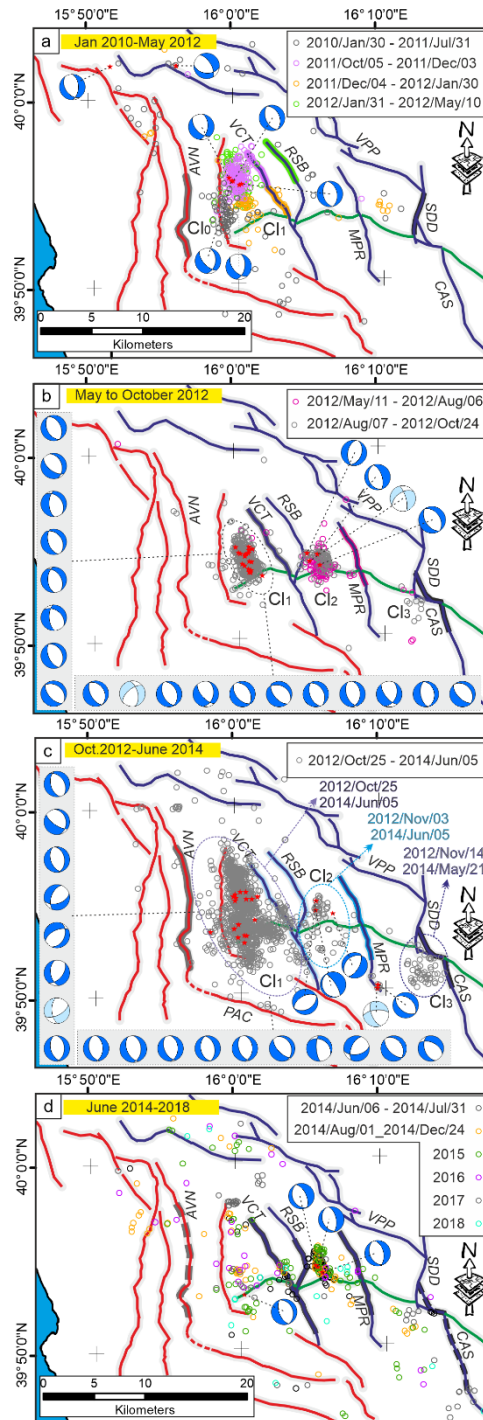 15°50'0"E 16°0'0"E 16°10'0"E
a
Jan 2010-May 2012
2010/Jan/30 - 2011/Jul/31
2011/Oct/05 - 2011/Dec/03
2011/Dec/04 - 2012/Jan/30
2012/Jan/31 - 2012/May/10
40°0'0"N
39°50'0"N
AVN
VCT
RSB
VPP
SDD
MPR
CAS
Cl0
Cl1
N
0 5 10 20
Kilometers
15°50'0"E 16°0'0"E 16°10'0"E
b
May to October 2012
2012/May/11 - 2012/Aug/06
2012/Aug/07 - 2012/Oct/24
40°0'0"N
39°50'0"N
AVN
VCT
RSB
VPP
SDD
MPR
CAS
Cl1
Cl2
Cl3
N
15°50'0"E 16°0'0"E 16°10'0"E
c
Oct.2012-June 2014
2012/Oct/25 - 2014/Jun/05
2012/Oct/25
2014/Jun/05
2012/Nov/03
2014/Jun/05
2012/Nov/14
2014/May/21
40°0'0"N
39°50'0"N
AVN
VCT
RSB
VPP
SDD
MPR
CAS
PAC
Cl1
Cl2
Cl3
N
15°50'0"E 16°0'0"E 16°10'0"E
d
June 2014-2018
2014/Jun/06 - 2014/Jul/31
2014/Aug/01_2014/Dec/24
2015
2016
2017
2018
40°0'0"N
39°50'0"N
AVN
VCT
RSB
VPP
SDD
MPR
CAS
N
0 5 10 20
Kilometers